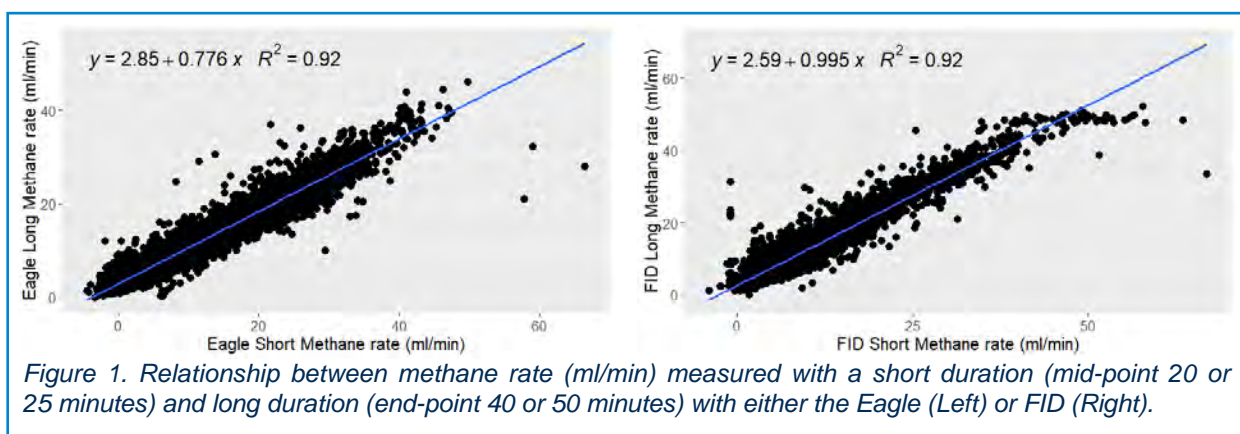 y = 2.85 + 0.776 x R² = 0.92
Eagle Long Methane rate (ml/min)
40
20
0
0 20 40 60
Eagle Short Methane rate (ml/min)
y = 2.59 + 0.995 x R² = 0.92
FID Long Methane rate (ml/min)
60
40
20
0
0 25 50
FID Short Methane rate (ml/min)
Figure 1. Relationship between methane rate (ml/min) measured with a short duration (mid-point 20 or
25 minutes) and long duration (end-point 40 or 50 minutes) with either the Eagle (Left) or FID (Right).